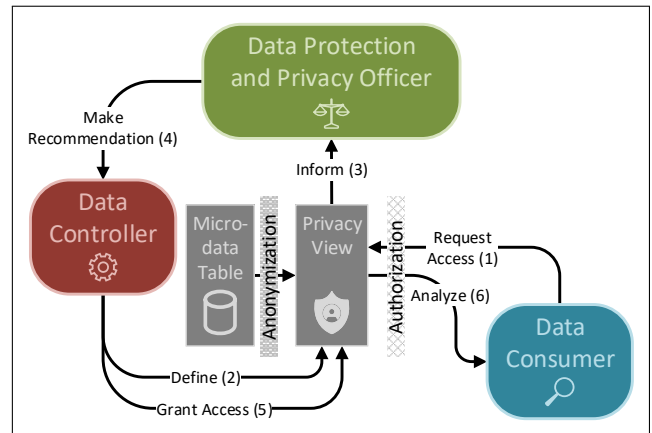 Data Protection
and Privacy Officer
Make
Recommendation (4)
Inform (3)
Data
Controller
Micro-
data
Table
Anonymization
Privacy
View
Authorization
Request
Access (1)
Analyze (6)
Data
Consumer
Define (2)
Grant Access (5)